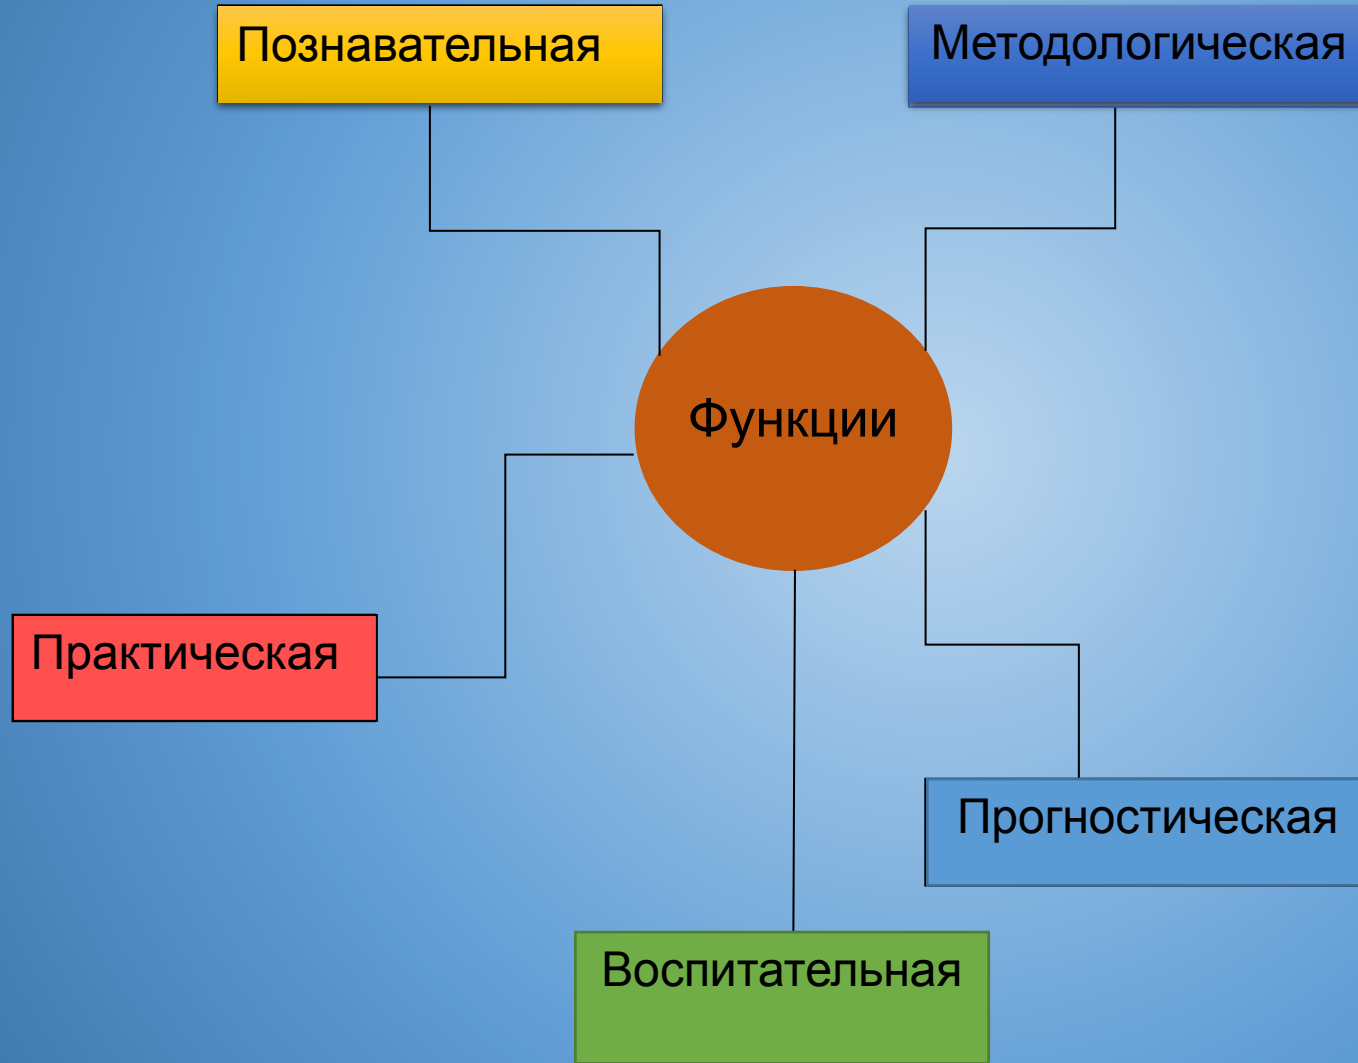 Познавательная
Методологическая
Функции
Практическая
Прогностическая
Воспитательная